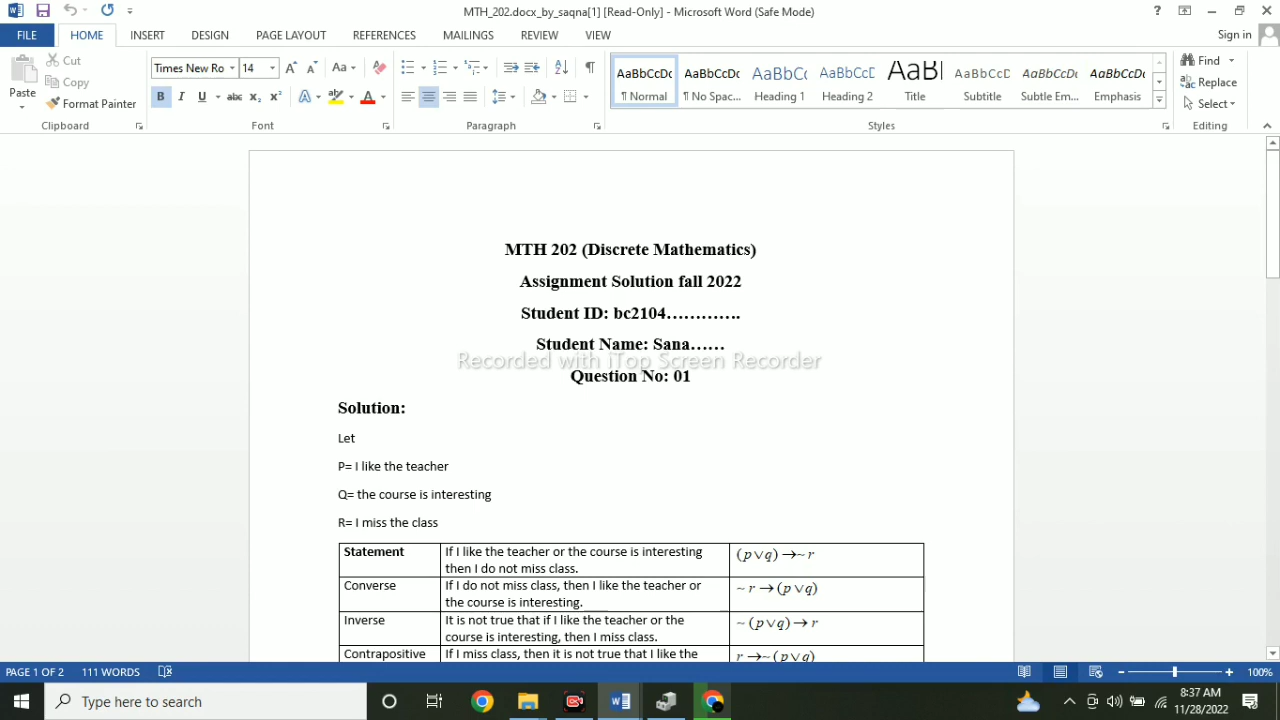 MTH_202.docx_by_saqna[1] [Read-Only] - Microsoft Word (Safe Mode)
FILE HOME INSERT DESIGN PAGE LAYOUT REFERENCES MAILINGS REVIEW VIEW Sign in
Paste
Cut
Copy
Format Painter
Times New Ro 14
AaBbCcDc AaBbCcDc AaBbCc AaBbCcD AaBl AaBbCcD AaBbCcDc AaBbCcDc
¶ Normal ¶ No Spac... Heading 1 Heading 2 Title Subtitle Subtle Em... Emphasis
Find
Replace
Select
Clipboard Font Paragraph Styles Editing
MTH 202 (Discrete Mathematics)
Assignment Solution fall 2022
Student ID: bc2104………….
Student Name: Sana……
Recorded with iTop Screen Recorder
Question No: 01
Solution:
Let
P= I like the teacher
Q= the course is interesting
R= I miss the class
Statement If I like the teacher or the course is interesting (p∨q)→~r
then I do not miss class.
Converse If I do not miss class, then I like the teacher or ~r→(p∨q)
the course is interesting.
Inverse It is not true that if I like the teacher or the ~(p∨q)→r
course is interesting, then I miss class.
Contrapositive If I miss class, then it is not true that I like the r→~(p∨q)
PAGE 1 OF 2 111 WORDS 100%
Type here to search
8:37 AM
11/28/2022